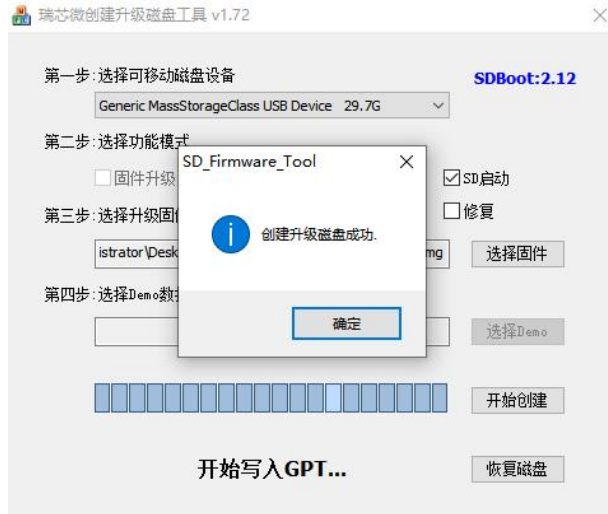 瑞芯微创建升级磁盘工具 v1.72
第一步:选择可移动磁盘设备
SDBoot:2.12
Generic MassStorageClass USB Device 29.7G
第二步:选择功能模式
固件升级
SD启动
SD_Firmware_Tool
创建升级磁盘成功.
确定
第三步:选择升级固
修复
istrator\Desk
mg
选择固件
第四步:选择Demo数
选择Demo
开始创建
开始写入GPT...
恢复磁盘